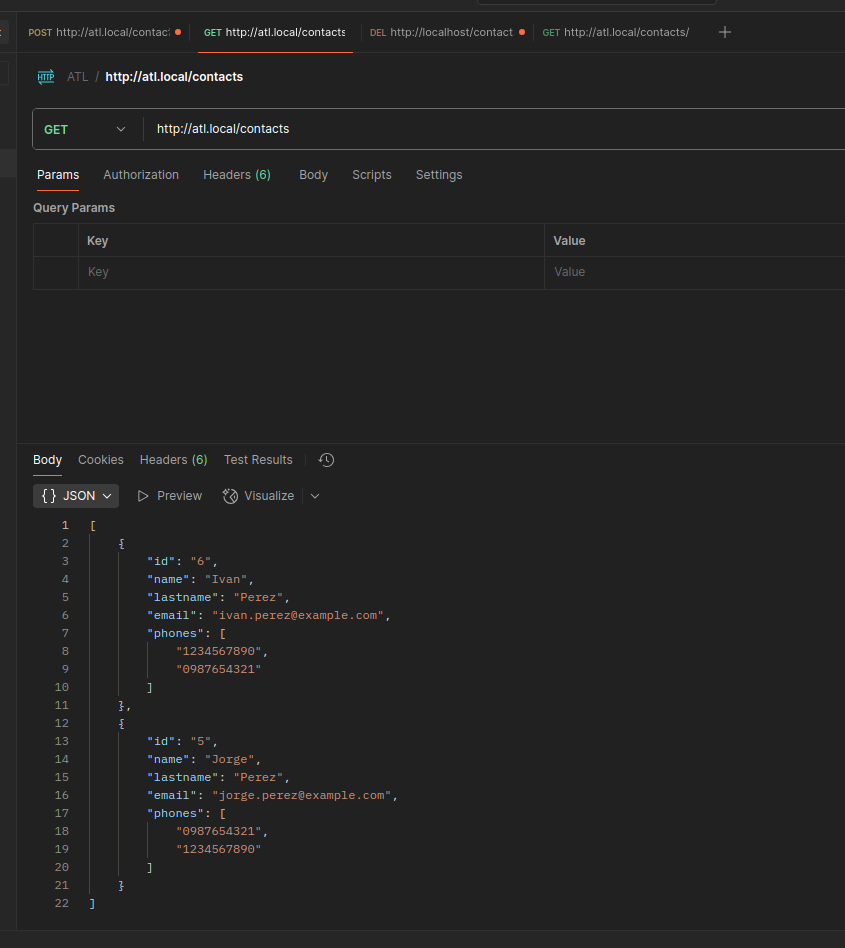 POST http://atl.local/contac
GET http://atl.local/contacts
DEL http://localhost/contact
GET http://atl.local/contacts/
HTTP ATL / http://atl.local/contacts
GET http://atl.local/contacts
Params Authorization Headers (6) Body Scripts Settings
Query Params
Key Value
Key Value
Body Cookies Headers (6) Test Results
{} JSON Preview Visualize
1 [
2 {
3 "id": "6",
4 "name": "Ivan",
5 "lastname": "Perez",
6 "email": "ivan.perez@example.com",
7 "phones": [
8 "1234567890",
9 "0987654321"
10 ]
11 },
12 {
13 "id": "5",
14 "name": "Jorge",
15 "lastname": "Perez",
16 "email": "jorge.perez@example.com",
17 "phones": [
18 "0987654321",
19 "1234567890"
20 ]
21 }
22 ]